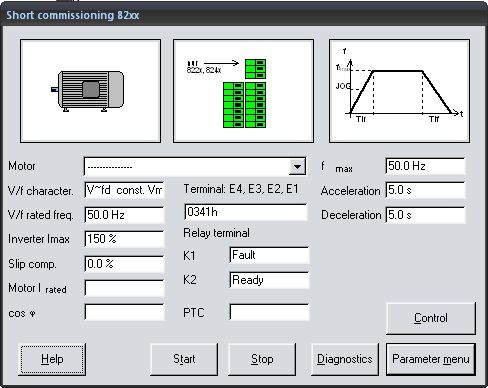 Short commissioning 82xx
822x, 824x
f
fmax
JOG
Tir
Tif
t
Motor
---------------
f max
50.0 Hz
V/f character.
V~fd const. Vm
Terminal: E4, E3, E2, E1
Acceleration
5.0 s
V/f rated freq.
50.0 Hz
0341h
Deceleration
5.0 s
Inverter Imax
150 %
Relay terminal
Slip comp.
0.0 %
K1
Fault
Motor I rated
K2
Ready
cos φ
PTC
Control
Help
Start
Stop
Diagnostics
Parameter menu